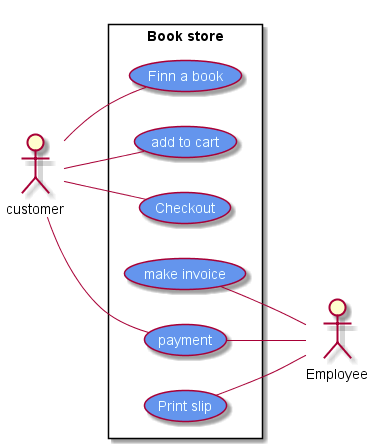 Book store
Finn a book
add to cart
customer
Checkout
make invoice
payment
Employee
Print slip